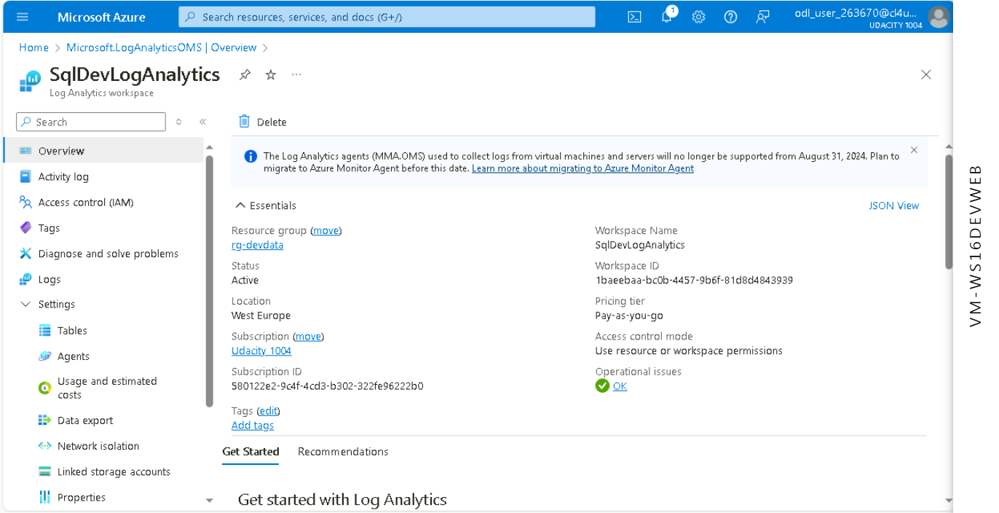 Microsoft Azure
Search resources, services, and docs (G+/)
1
odl_user_263670@cl4u...
UDACITY 1004
Home > Microsoft.LogAnalyticsOMS | Overview >
SqlDevLogAnalytics
...
Log Analytics workspace
Search
Delete
Overview
Activity log
Access control (IAM)
Tags
Diagnose and solve problems
Logs
Settings
Tables
Agents
Usage and estimated
costs
Data export
Network isolation
Linked storage accounts
Properties
The Log Analytics agents (MMA.OMS) used to collect logs from virtual machines and servers will no longer be supported from August 31, 2024. Plan to
migrate to Azure Monitor Agent before this date. Learn more about migrating to Azure Monitor Agent
Essentials
JSON View
Resource group (move)
rg-devdata
Status
Active
Location
West Europe
Subscription (move)
Udacity 1004
Subscription ID
580122e2-9c4f-4cd3-b302-322fe96222b0
Tags (edit)
Add tags
Workspace Name
SqlDevLogAnalytics
Workspace ID
1baeebaa-bc0b-4457-9b6f-81d8d4843939
Pricing tier
Pay-as-you-go
Access control mode
Use resource or workspace permissions
Operational issues
OK
Get Started
Recommendations
Get started with Log Analytics
VM-WS16DEVWEB